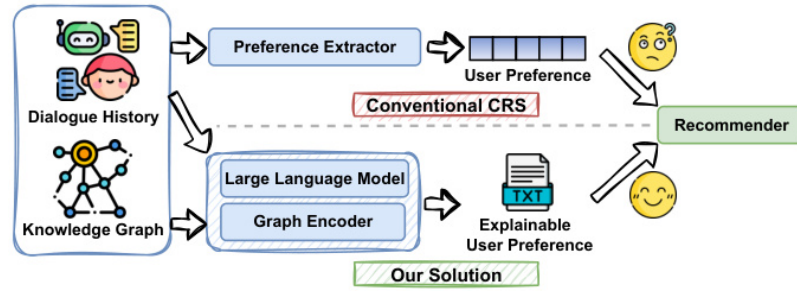 Dialogue History
Knowledge Graph
Preference Extractor
User Preference
Conventional CRS
Large Language Model
Graph Encoder
TXT
Explainable
User Preference
Our Solution
Recommender